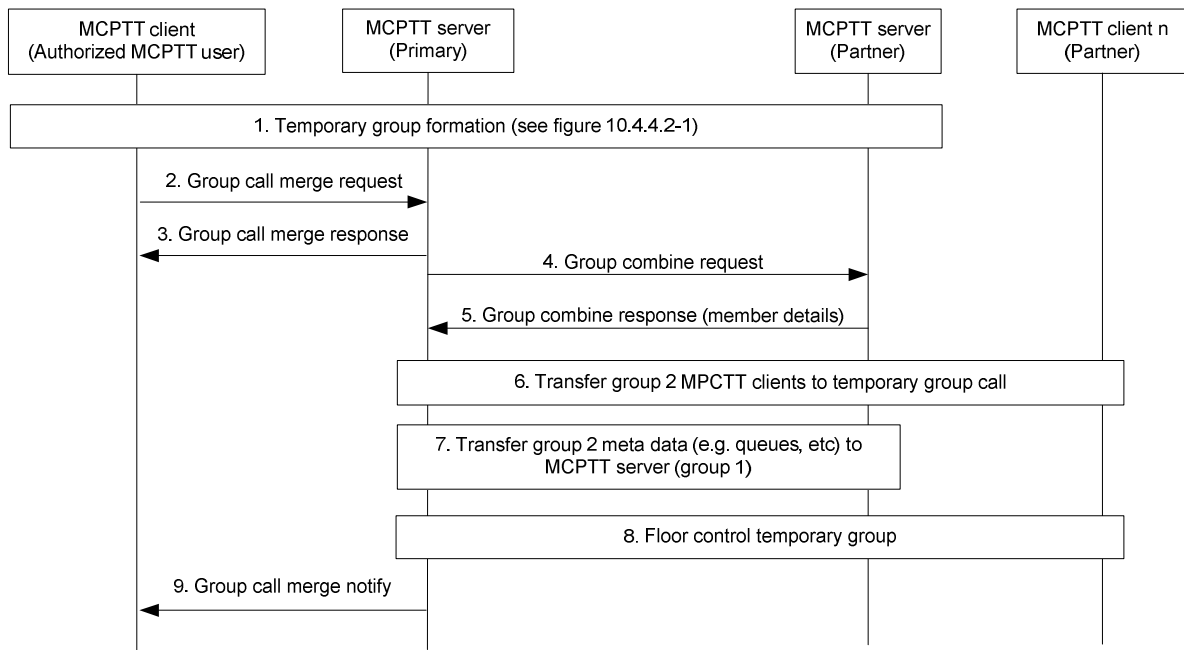 MCPTT client
(Authorized MCPTT user)
MCPTT server
(Primary)
MCPTT server
(Partner)
MCPTT client n
(Partner)
1. Temporary group formation (see figure 10.4.4.2-1)
2. Group call merge request
3. Group call merge response
4. Group combine request
5. Group combine response (member details)
6. Transfer group 2 MPCTT clients to temporary group call
7. Transfer group 2 meta data (e.g. queues, etc) to
MCPTT server (group 1)
8. Floor control temporary group
9. Group call merge notify